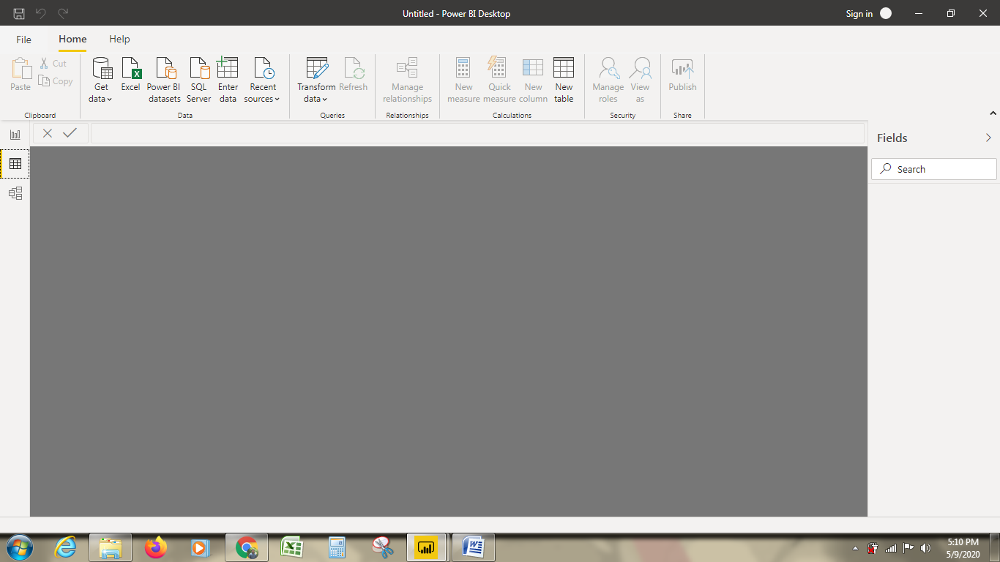 Untitled - Power BI Desktop
Sign in
File
Home
Help
Paste
Cut
Copy
Clipboard
Get data
Excel
Power BI datasets
SQL Server
Enter data
Recent sources
Data
Transform data
Refresh
Queries
Manage relationships
Relationships
New measure
Quick measure
New column
New table
Calculations
Manage roles
View as
Security
Publish
Share
Fields
Search
5:10 PM
5/9/2020